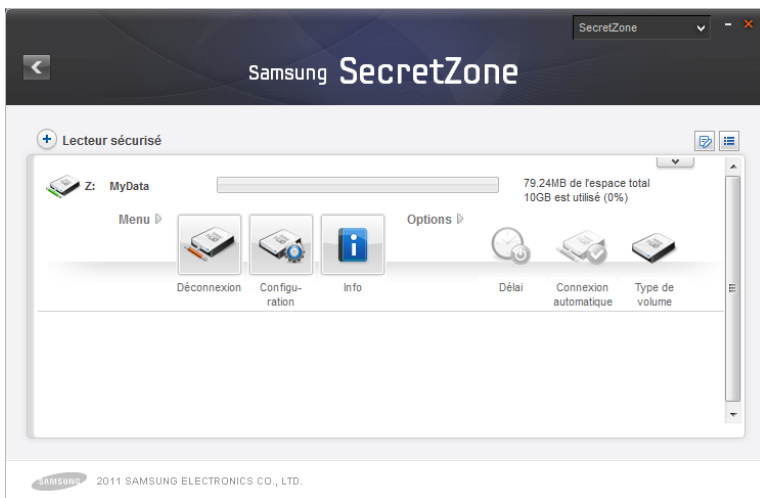 SecretZone
Samsung SecretZone
Lecteur sécurisé
Z: MyData
79.24MB de l'espace total
10GB est utilisé (0%)
Menu
Options
Déconnexion
Configu-
ration
Info
Délai
Connexion
automatique
Type de
volume
SAMSUNG 2011 SAMSUNG ELECTRONICS CO., LTD.